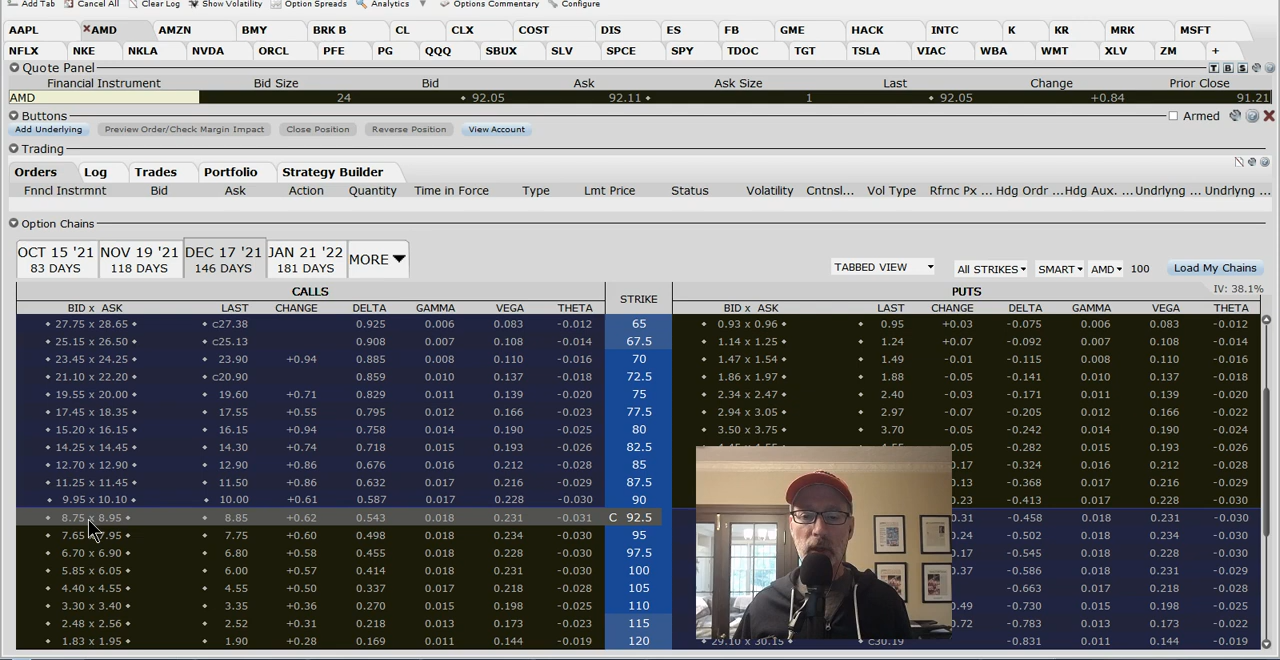 Add Tab Cancel All Clear Log Show Volatility Option Spreads Analytics Options Commentary Configure
AAPL AMD AMZN BMY BRK B CL CLX COST DIS ES FB GME HACK INTC K KR MRK MSFT
NFLX NKE NKLA NVDA ORCL PFE PG QQQ SBUX SLV SPCE SPY TDOC TGT TSLA VIAC WBA WMT XLV ZM +
Quote Panel T B S
Financial Instrument Bid Size Bid Ask Ask Size Last Change Prior Close
AMD 24 92.05 92.11 1 92.05 +0.84 91.21
Buttons Armed
Add Underlying Preview Order/Check Margin Impact Close Position Reverse Position View Account
Trading
Orders Log Trades Portfolio Strategy Builder
Fnncl Instrmnt Bid Ask Action Quantity Time in Force Type Lmt Price Status Volatility Cntnsl... Vol Type Rfrnc Px ... Hdg Ordr ... Hdg Aux. ... Undrlyng ... Undrlyng ...
Option Chains
OCT 15 '21 NOV 19 '21 DEC 17 '21 JAN 21 '22 MORE
83 DAYS 118 DAYS 146 DAYS 181 DAYS
TABBED VIEW All STRIKES SMART AMD 100 Load My Chains
CALLS STRIKE PUTS IV: 38.1%
BID x ASK LAST CHANGE DELTA GAMMA VEGA THETA BID x ASK LAST CHANGE DELTA GAMMA VEGA THETA
27.75 x 28.65 c27.38 0.925 0.006 0.083 -0.012 65 0.93 x 0.96 0.95 +0.03 -0.075 0.006 0.083 -0.012
25.15 x 26.50 c25.13 0.908 0.007 0.108 -0.014 67.5 1.14 x 1.25 1.24 +0.07 -0.092 0.007 0.108 -0.014
23.45 x 24.25 23.90 +0.94 0.885 0.008 0.110 -0.016 70 1.47 x 1.54 1.49 -0.01 -0.115 0.008 0.110 -0.016
21.10 x 22.20 c20.90 0.859 0.010 0.137 -0.018 72.5 1.86 x 1.97 1.88 -0.05 -0.141 0.010 0.137 -0.018
19.55 x 20.00 19.60 +0.71 0.829 0.011 0.139 -0.020 75 2.34 x 2.47 2.40 -0.03 -0.171 0.011 0.139 -0.020
17.45 x 18.35 17.55 +0.55 0.795 0.012 0.166 -0.023 77.5 2.94 x 3.05 2.97 -0.07 -0.205 0.012 0.166 -0.022
15.20 x 16.15 16.15 +0.94 0.758 0.014 0.190 -0.025 80 3.50 x 3.75 3.70 -0.05 -0.242 0.014 0.190 -0.024
14.25 x 14.45 14.30 +0.74 0.718 0.015 0.193 -0.026 82.5 -0.05 -0.282 0.015 0.193 -0.026
12.70 x 12.90 12.90 +0.86 0.676 0.016 0.212 -0.028 85 0.17 -0.324 0.016 0.212 -0.028
11.25 x 11.45 11.50 +0.86 0.632 0.017 0.216 -0.029 87.5 0.13 -0.368 0.017 0.216 -0.028
9.95 x 10.10 10.00 +0.61 0.587 0.017 0.228 -0.030 90 0.23 -0.413 0.017 0.228 -0.030
8.75 x 8.95 8.85 +0.62 0.543 0.018 0.231 -0.031 C 92.5 0.31 -0.458 0.018 0.231 -0.030
7.65 x 7.95 7.75 +0.60 0.498 0.018 0.234 -0.030 95 0.24 -0.502 0.018 0.234 -0.030
6.70 x 6.90 6.80 +0.58 0.455 0.018 0.228 -0.030 97.5 0.17 -0.545 0.018 0.228 -0.030
5.85 x 6.05 6.00 +0.57 0.414 0.018 0.231 -0.030 100 0.37 -0.586 0.018 0.231 -0.029
4.40 x 4.55 4.55 +0.50 0.340 0.017 0.218 -0.028 105 -0.663 0.017 0.218 -0.027
3.30 x 3.40 3.35 +0.36 0.270 0.015 0.198 -0.025 110 0.49 -0.730 0.015 0.198 -0.025
2.48 x 2.56 2.52 +0.31 0.218 0.013 0.173 -0.023 115 0.72 -0.783 0.013 0.173 -0.022
1.83 x 1.95 1.90 +0.28 0.169 0.011 0.144 -0.019 120 29.10 x 30.15 c30.19 -0.831 0.011 0.144 -0.019